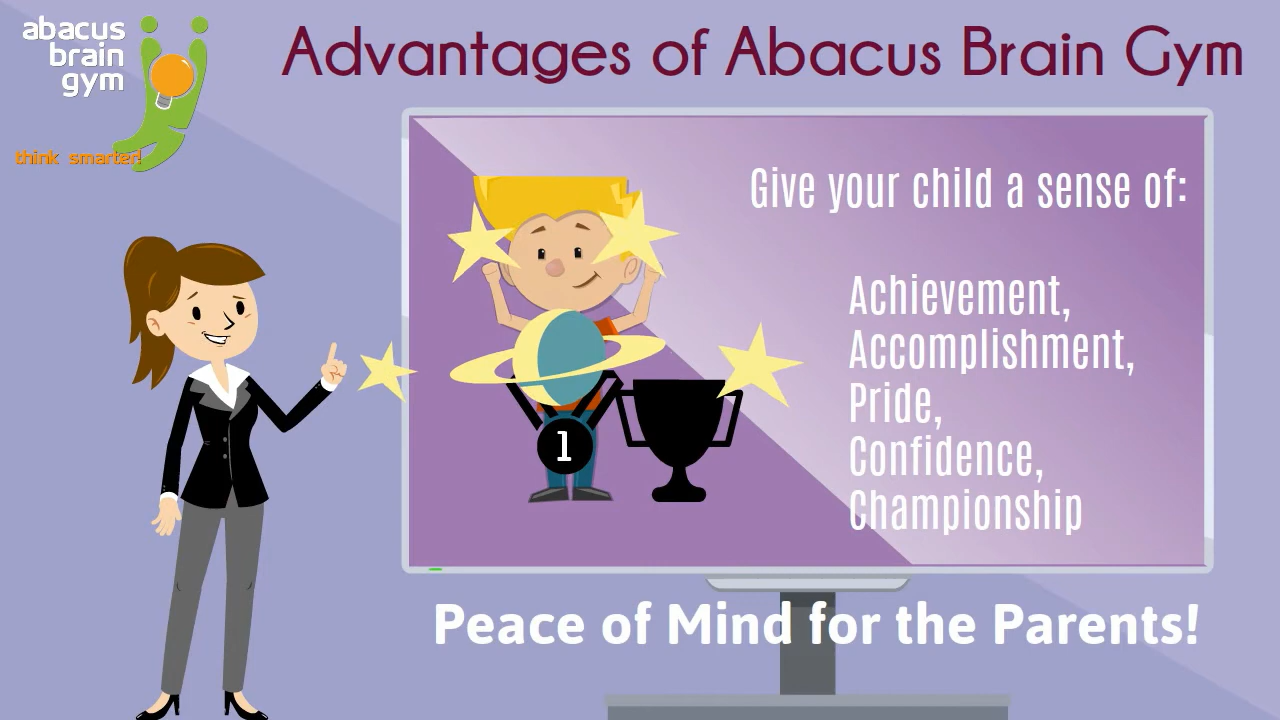 abacus
brain
gym
think smarter!
Advantages of Abacus Brain Gym
Give your child a sense of:
Achievement,
Accomplishment,
Pride,
Confidence,
Championship
1
Peace of Mind for the Parents!